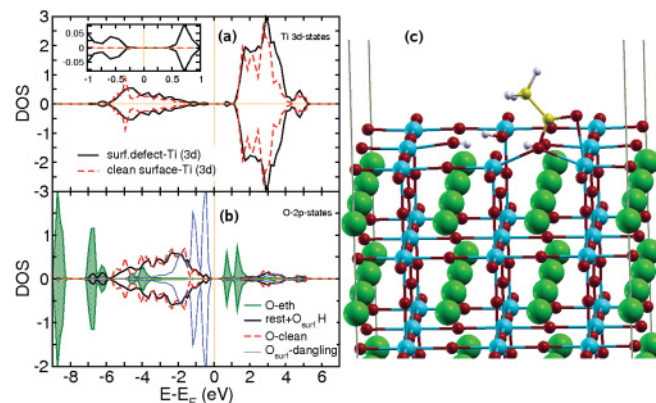 (a)
Ti 3d-states
0.05
0
-0.05
-1 -0.5 0 0.5 1
3
2
1
0
1
2
3
DOS
surf.defect-Ti (3d)
clean surface-Ti (3d)
(b)
O-2p-states
2
1
0
-1
-2
DOS
O-eth
rest+Osurf.H
O-clean
Osurf-dangling
-8 -6 -4 -2 0 2 4 6
E-EF (eV)
(c)